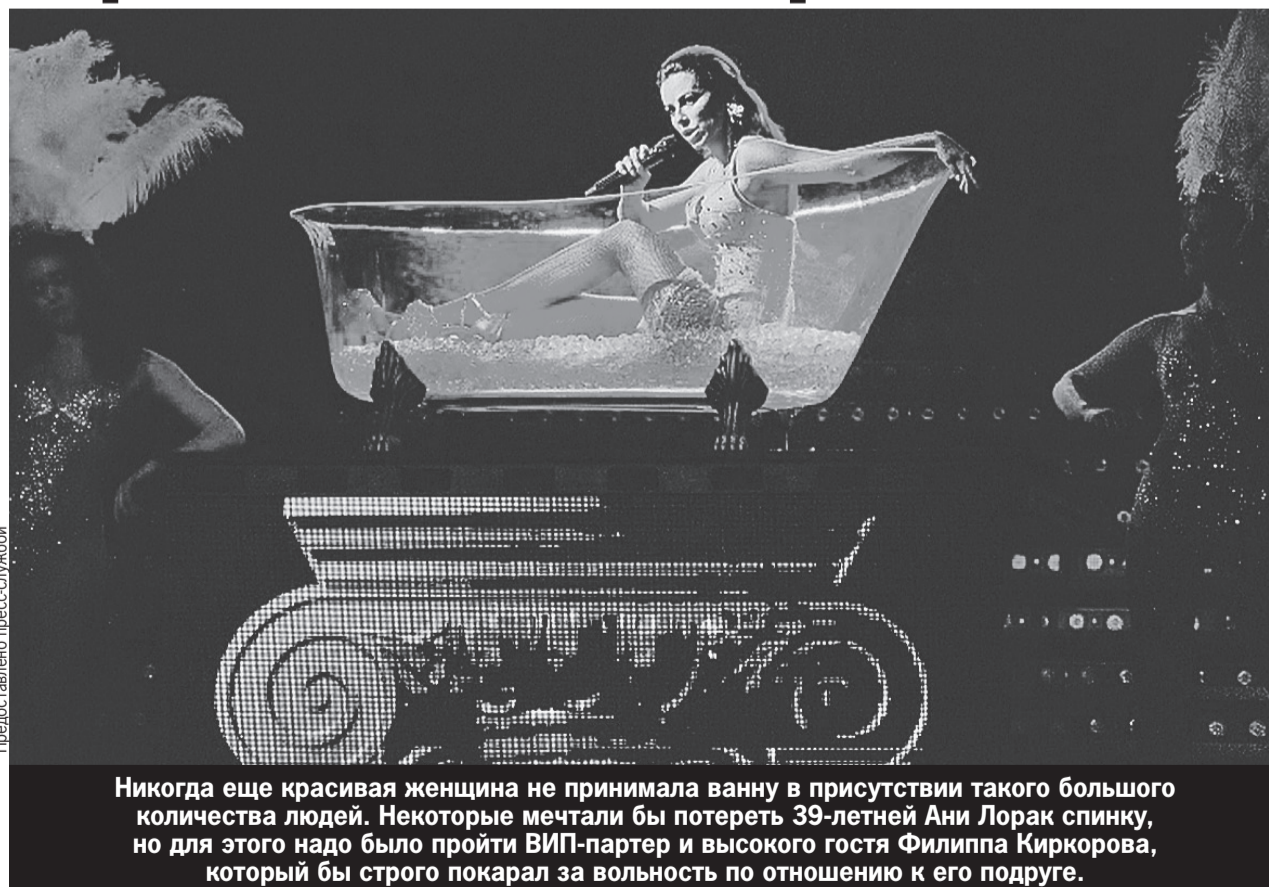 Предоставлено пресс-службой
Никогда еще красивая женщина не принимала ванну в присутствии такого большого
количества людей. Некоторые мечтали бы потереть 39-летней Ани Лорак спинку,
но для этого надо было пройти ВИП-партер и высокого гостя Филиппа Киркорова,
который бы строго покарал за вольность по отношению к его подруге.